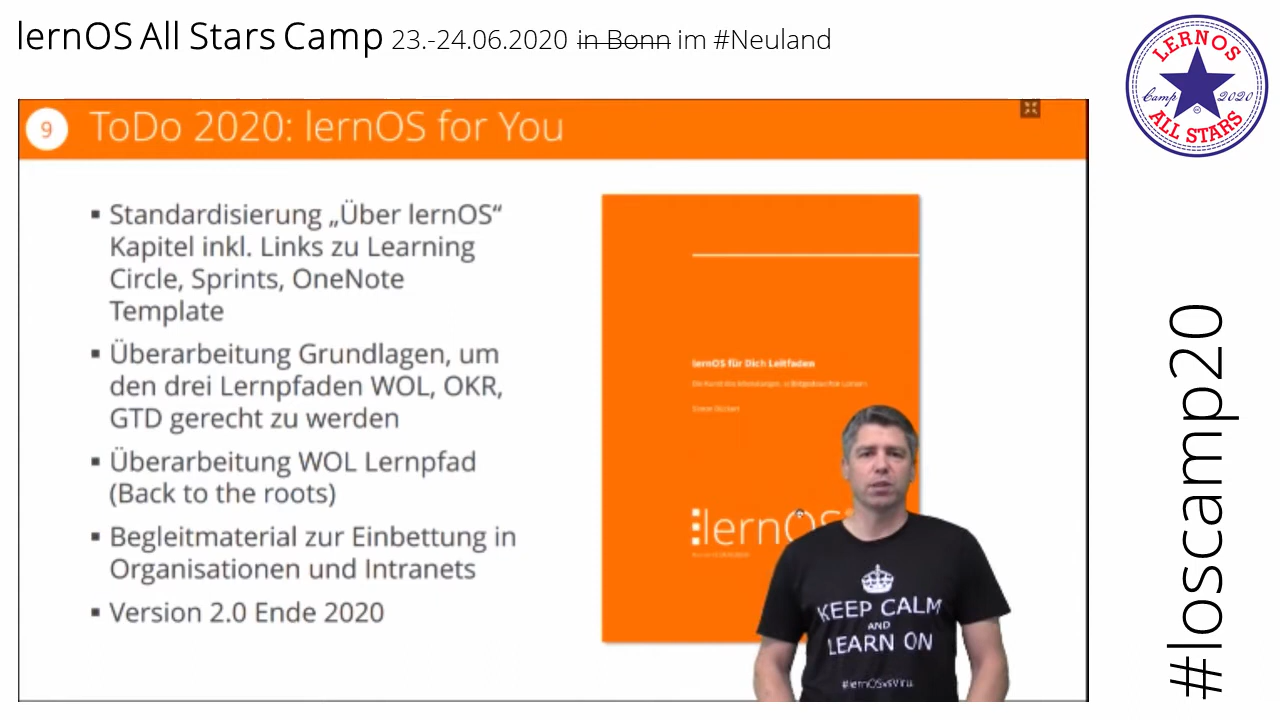 lernOS All Stars Camp 23.-24.06.2020 in Bonn im #Neuland
LERNOS
Camp 2020
ALL STARS
9 ToDo 2020: lernOS for You
▪ Standardisierung „Über lernOS“
Kapitel inkl. Links zu Learning
Circle, Sprints, OneNote
Template
▪ Überarbeitung Grundlagen, um
den drei Lernpfaden WOL, OKR,
GTD gerecht zu werden
▪ Überarbeitung WOL Lernpfad
(Back to the roots)
▪ Begleitmaterial zur Einbettung in
Organisationen und Intranets
▪ Version 2.0 Ende 2020
lernOS für Dich Leitfaden
lernOS
KEEP CALM
AND
LEARN ON
#lernOSvsVirus
#loscamp20